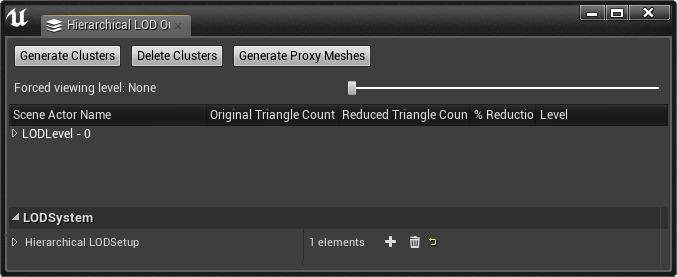 Hierarchical LOD Ou
Generate Clusters Delete Clusters Generate Proxy Meshes
Forced viewing level: None
Scene Actor Name Original Triangle Count Reduced Triangle Coun % Reductio Level
LODLevel - 0
LODSystem
Hierarchical LODSetup 1 elements